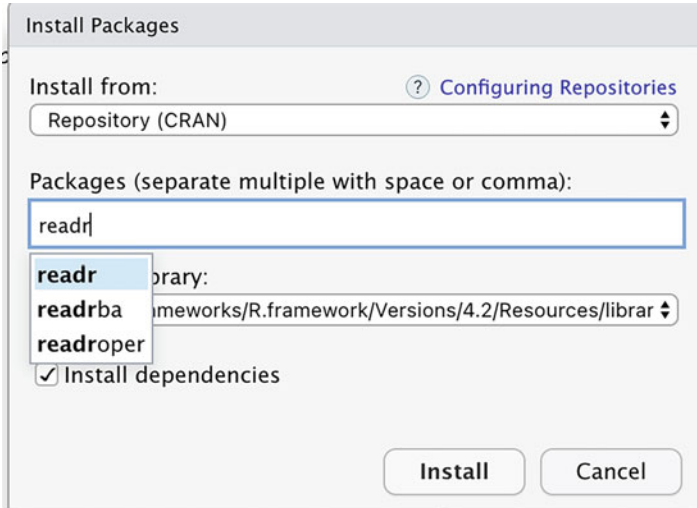 Install Packages
Install from:
? Configuring Repositories
Repository (CRAN)
Packages (separate multiple with space or comma):
readr
readr
brary:
readrba
meworks/R.framework/Versions/4.2/Resources/librar
readroper
Install dependencies
Install
Cancel